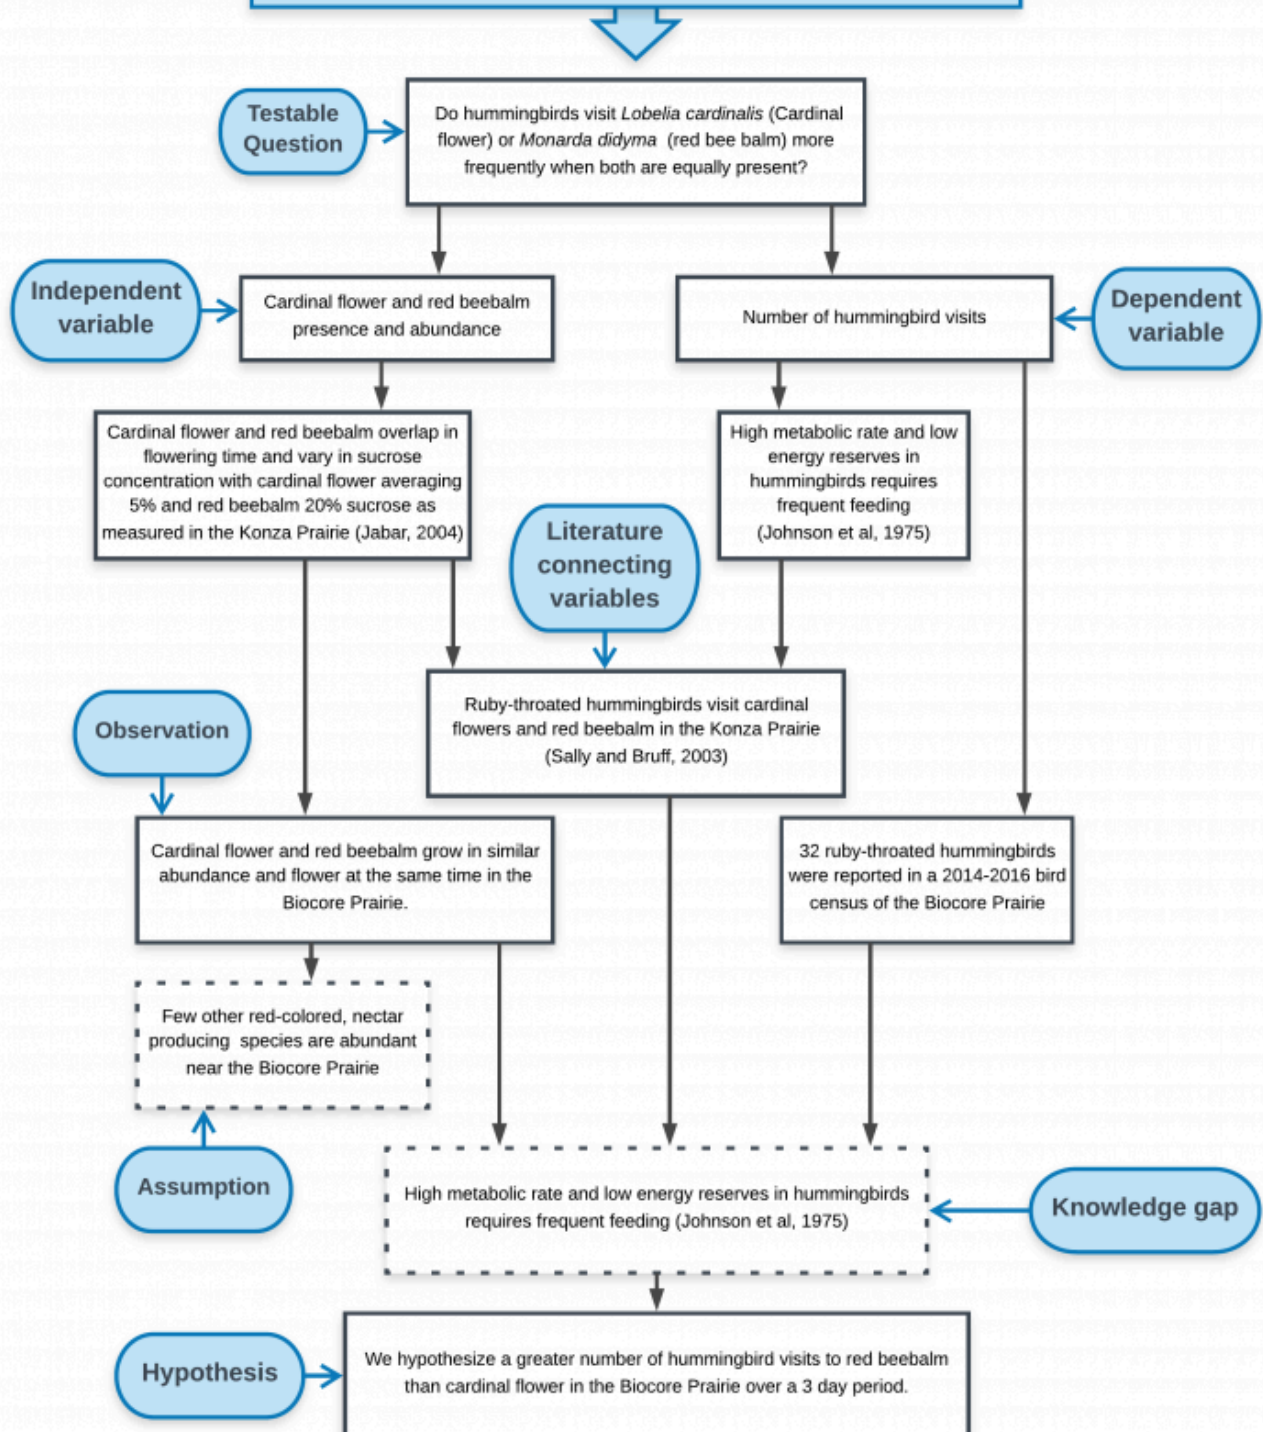 Testable
Question
Do hummingbirds visit Lobelia cardinalis (Cardinal
flower) or Monarda didyma (red bee balm) more
frequently when both are equally present?
Independent
variable
Cardinal flower and red beebalm
presence and abundance
Number of hummingbird visits
Dependent
variable
Cardinal flower and red beebalm overlap in
flowering time and vary in sucrose
concentration with cardinal flower averaging
5% and red beebalm 20% sucrose as
measured in the Konza Prairie (Jabar, 2004)
High metabolic rate and low
energy reserves in
hummingbirds requires
frequent feeding
(Johnson et al, 1975)
Literature
connecting
variables
Ruby-throated hummingbirds visit cardinal
flowers and red beebalm in the Konza Prairie
(Sally and Bruff, 2003)
Observation
Cardinal flower and red beebalm grow in similar
abundance and flower at the same time in the
Biocore Prairie.
32 ruby-throated hummingbirds
were reported in a 2014-2016 bird
census of the Biocore Prairie
Few other red-colored, nectar
producing species are abundant
near the Biocore Prairie
Assumption
High metabolic rate and low energy reserves in hummingbirds
requires frequent feeding (Johnson et al, 1975)
Knowledge gap
Hypothesis
We hypothesize a greater number of hummingbird visits to red beebalm
than cardinal flower in the Biocore Prairie over a 3 day period.